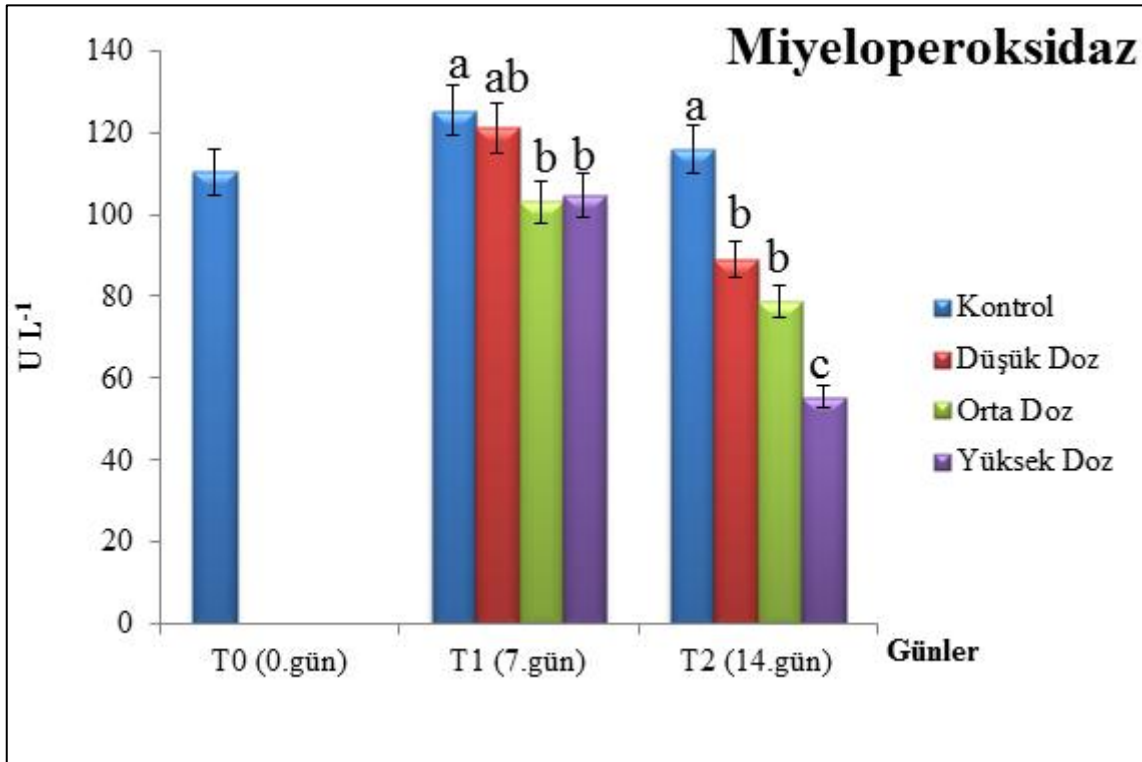 Miyeloperoksidaz
140
120
100
80
60
40
20
0
U L-1
a
ab
b
b
a
b
b
c
T0 (0.gün)
T1 (7.gün)
T2 (14.gün)
Günler
Kontrol
Düşük Doz
Orta Doz
Yüksek Doz